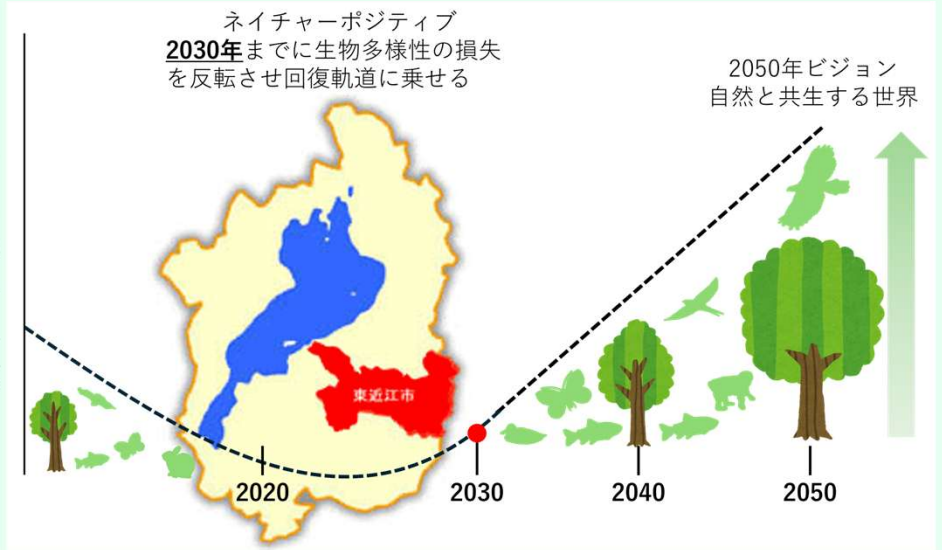 ネイチャーポジティブ
2030年までに生物多様性の損失
を反転させ回復軌道に乗せる
2050年ビジョン
自然と共生する世界
東近江市
2020
2030
2040
2050